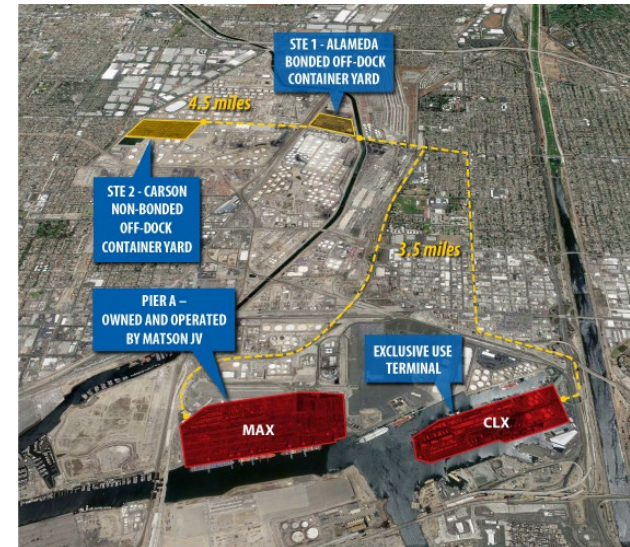 STE 1 - ALAMEDA
BONDED OFF-DOCK
CONTAINER YARD
4.5 miles
STE 2 - CARSON
NON-BONDED
OFF-DOCK
CONTAINER YARD
3.5 miles
PIER A –
OWNED AND OPERATED
BY MATSON JV
EXCLUSIVE USE
TERMINAL
MAX
CLX